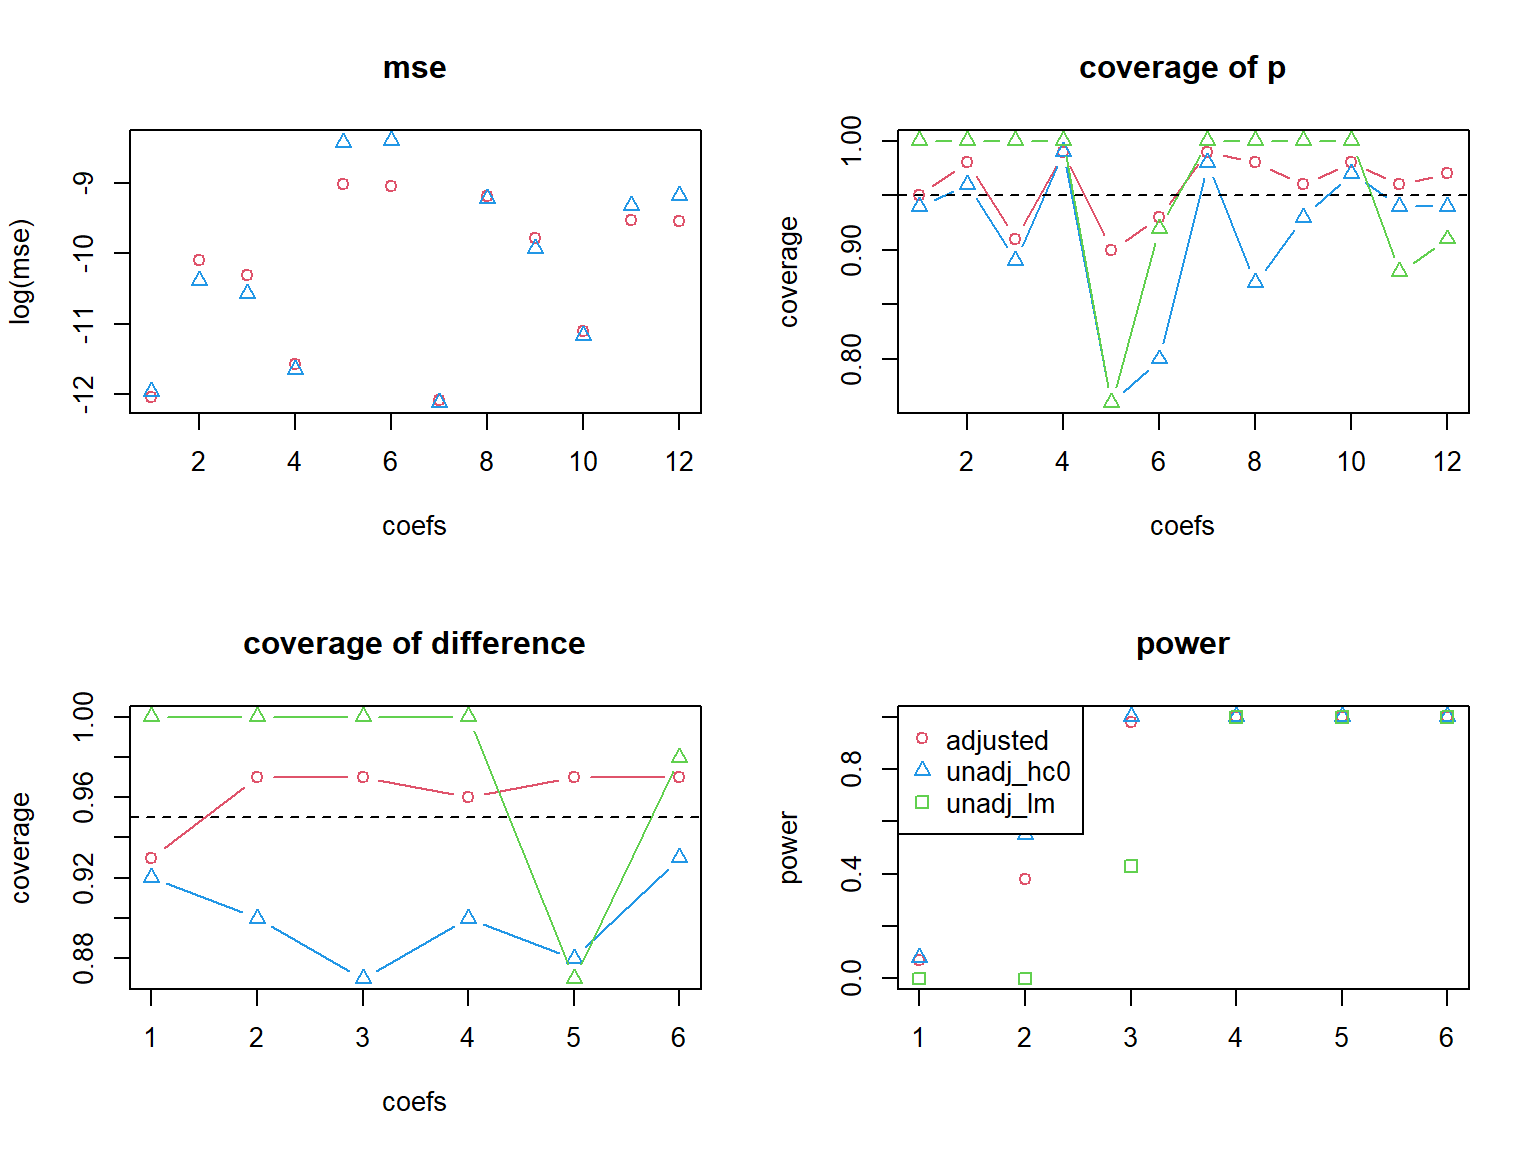 mse
log(mse)
-9
-10
-11
-12
2 4 6 8 10 12
coefs
coverage of p
coverage
1.00
0.90
0.80
2 4 6 8 10 12
coefs
coverage of difference
coverage
1.00
0.96
0.92
0.88
1 2 3 4 5 6
coefs
power
power
0.8
0.4
0.0
adjusted
unadj_hc0
unadj_lm
1 2 3 4 5 6